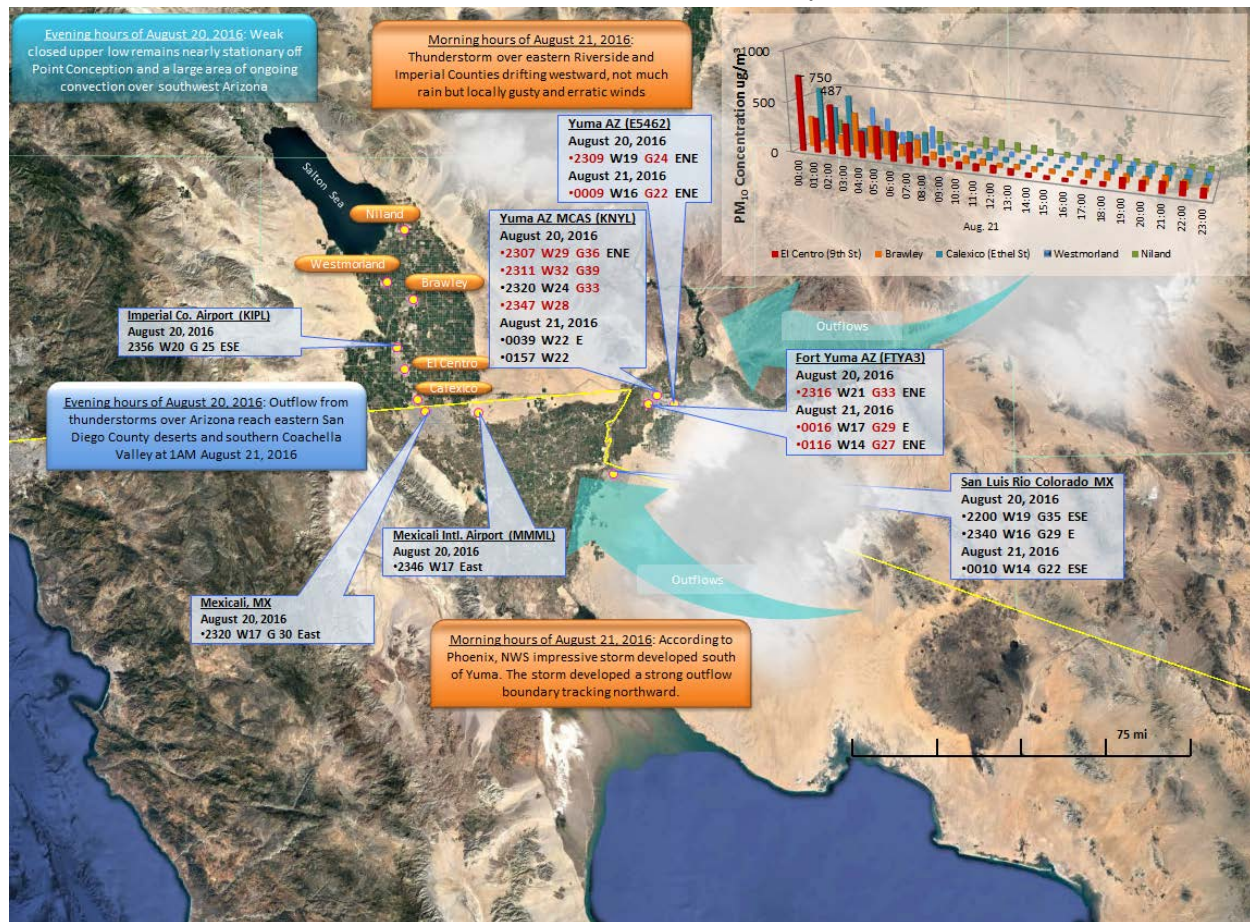 Evening hours of August 20, 2016: Weak
closed upper low remains nearly stationary off
Point Conception and a large area of ongoing
convection over southwest Arizona
Morning hours of August 21, 2016:
Thunderstorm over eastern Riverside and
Imperial Counties drifting westward, not much
rain but locally gusty and erratic winds
PM10 Concentration ug/m3
1000
500
0
750
487
00:00
01:00
02:00
03:00
04:00
05:00
06:00
07:00
08:00
09:00
10:00
11:00
12:00
13:00
14:00
15:00
16:00
17:00
18:00
19:00
20:00
21:00
22:00
23:00
Aug. 21
El Centro (9th St)
Brawley
Calexico (Ethel St)
Westmorland
Niland
Yuma AZ (E5462)
August 20, 2016
•2309 W19 G24 ENE
August 21, 2016
•0009 W16 G22 ENE
Salton Sea
Niland
Westmorland
Brawley
El Centro
Calexico
Yuma AZ MCAS (KNYL)
August 20, 2016
•2307 W29 G36 ENE
•2311 W32 G39
•2320 W24 G33
•2347 W28
August 21, 2016
•0039 W22 E
•0157 W22
Imperial Co. Airport (KIPL)
August 20, 2016
2356 W20 G 25 ESE
Outflows
Fort Yuma AZ (FTYA3)
August 20, 2016
•2316 W21 G33 ENE
August 21, 2016
•0016 W17 G29 E
•0116 W14 G27 ENE
Evening hours of August 20, 2016: Outflow from
thunderstorms over Arizona reach eastern San
Diego County deserts and southern Coachella
Valley at 1AM August 21, 2016
San Luis Rio Colorado MX
August 20, 2016
•2200 W19 G35 ESE
•2340 W16 G29 E
August 21, 2016
•0010 W14 G22 ESE
Mexicali Intl. Airport (MMML)
August 20, 2016
•2346 W17 East
Outflows
Mexicali, MX
August 20, 2016
•2320 W17 G 30 East
Morning hours of August 21, 2016: According to
Phoenix, NWS impressive storm developed south
of Yuma. The storm developed a strong outflow
boundary tracking northward.
75 mi